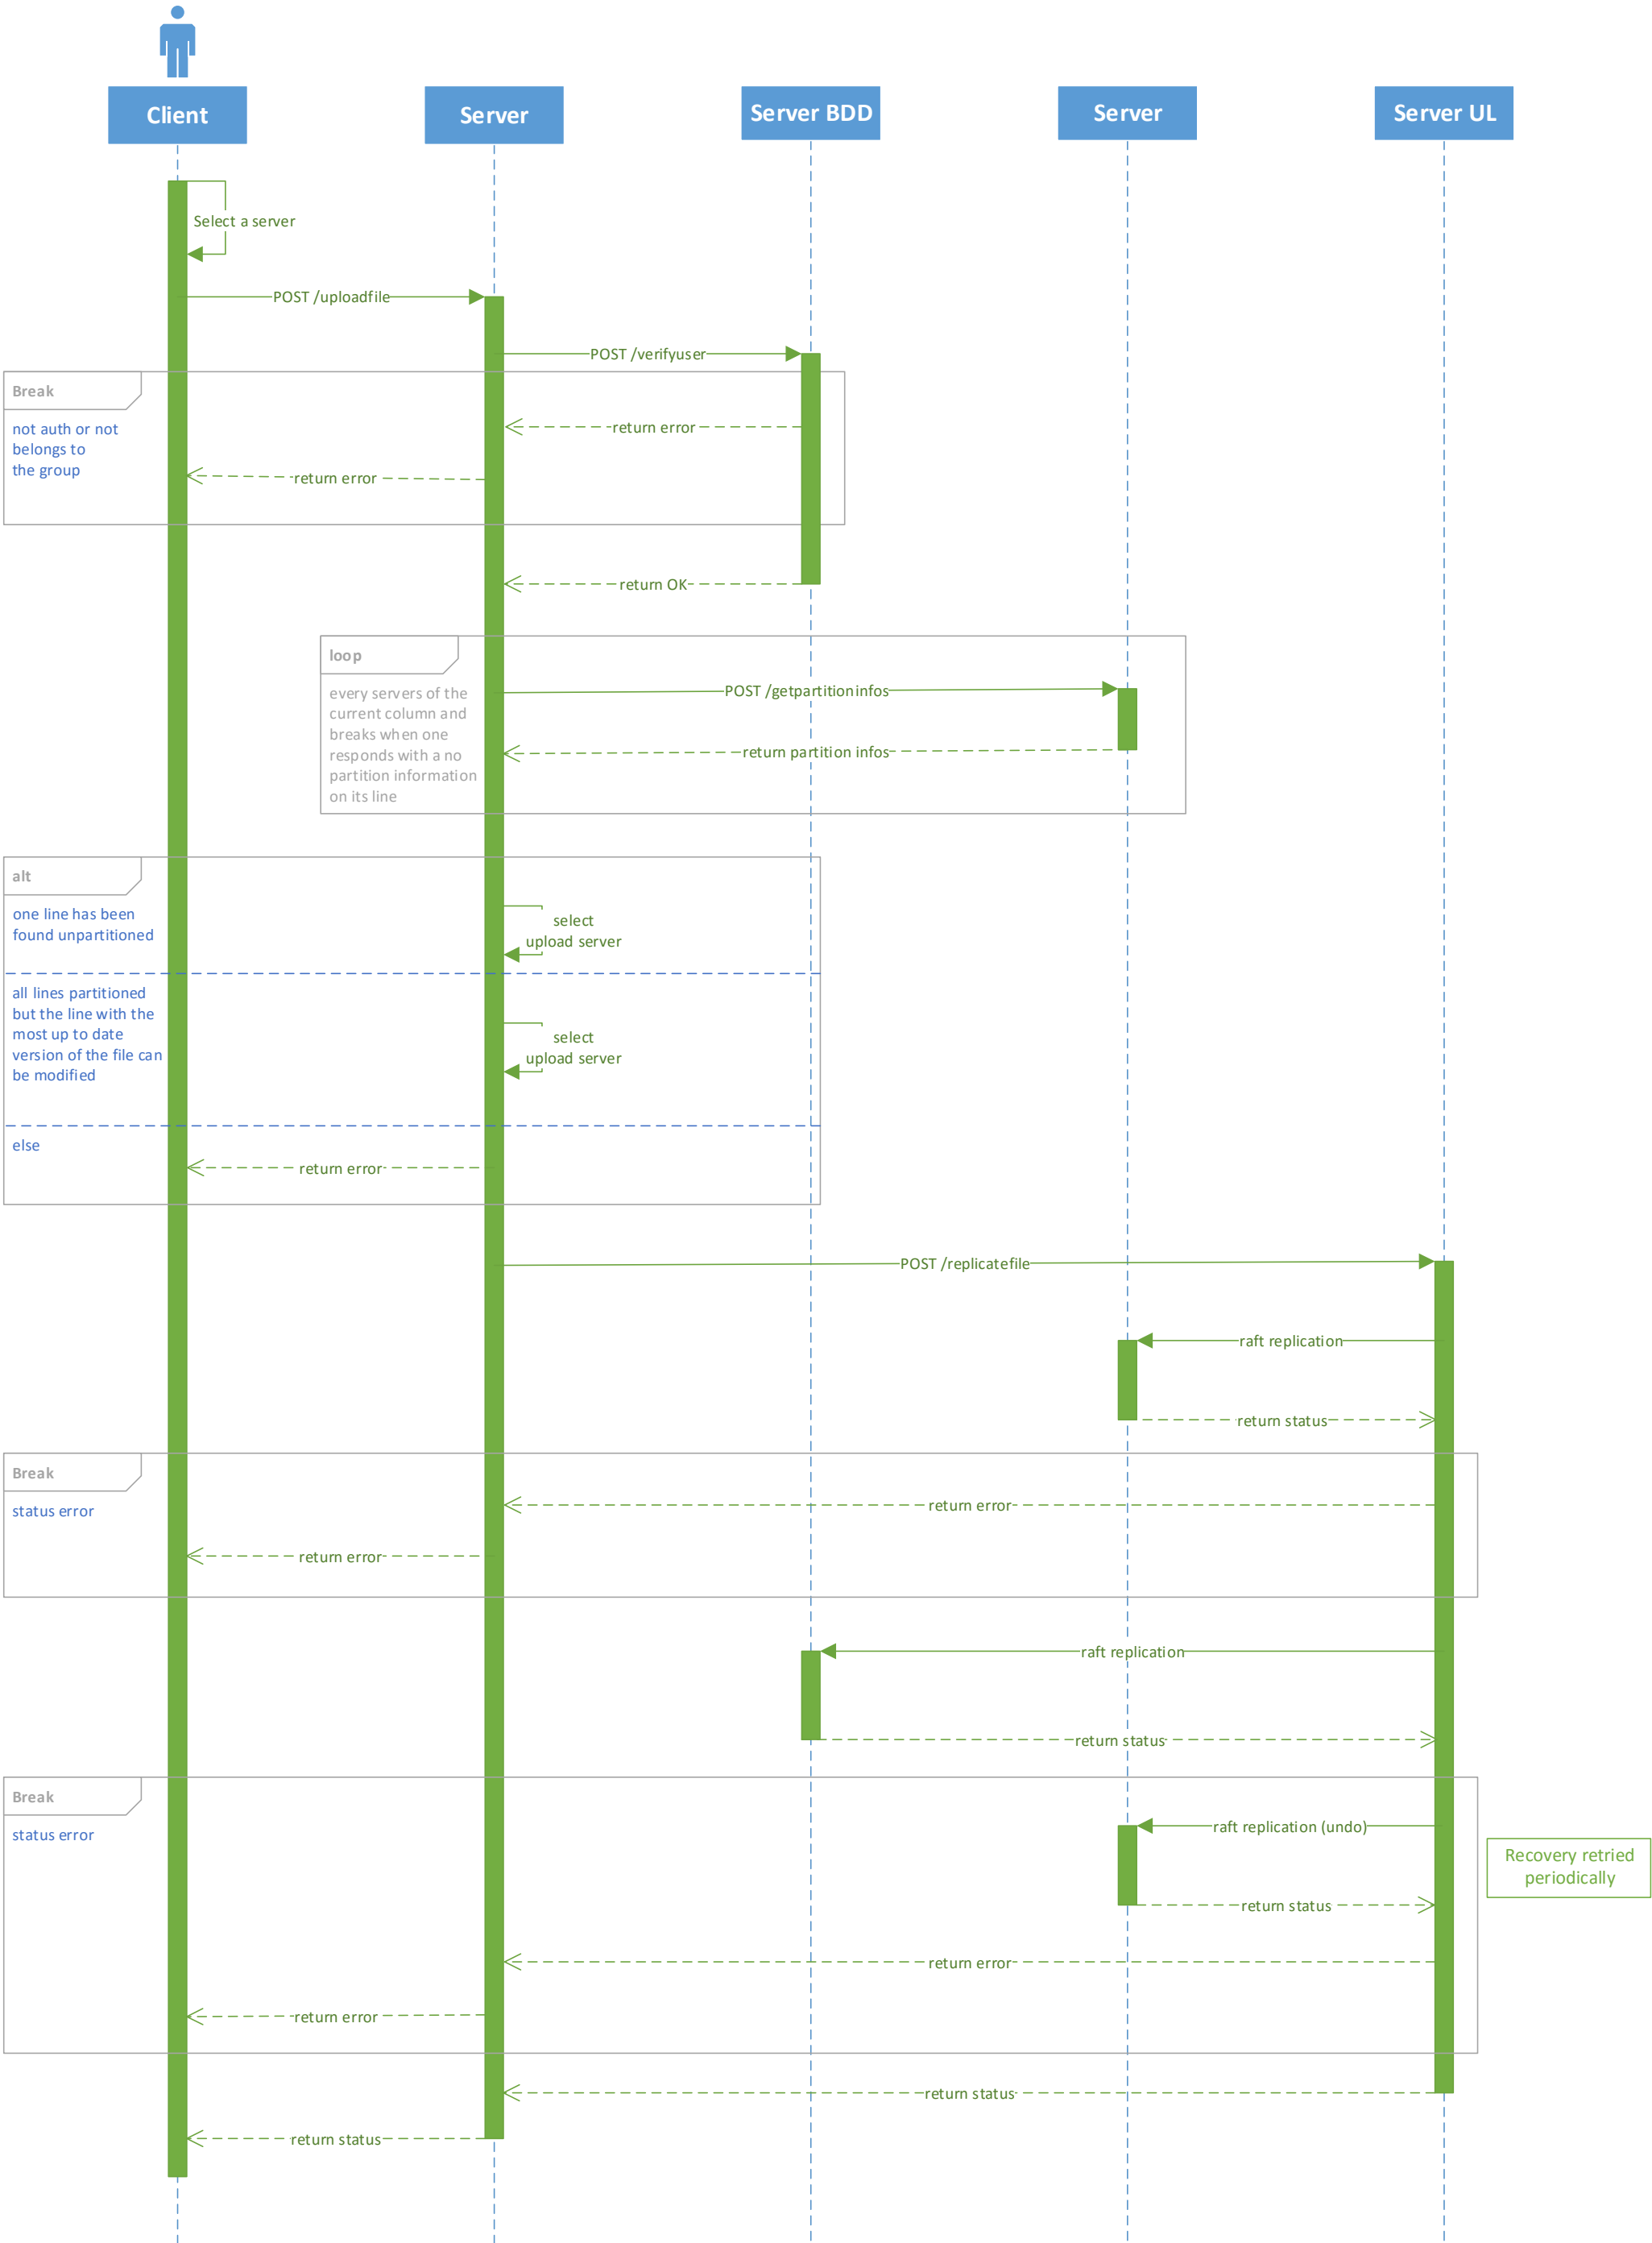 Client
Server
Server BDD
Server
Server UL
Select a server
POST /uploadfile
POST /verifyuser
Break
not auth or not
belongs to
the group
return error
return error
return OK
loop
every servers of the
current column and
breaks when one
responds with a no
partition information
on its line
POST /getpartitioninfos
return partition infos
alt
one line has been
found unpartitioned
select
upload server
all lines partitioned
but the line with the
most up to date
version of the file can
be modified
select
upload server
else
return error
POST /replicatefile
raft replication
return status
Break
status error
return error
return error
raft replication
return status
Break
status error
raft replication (undo)
Recovery retried
periodically
return status
return error
return error
return status
return status